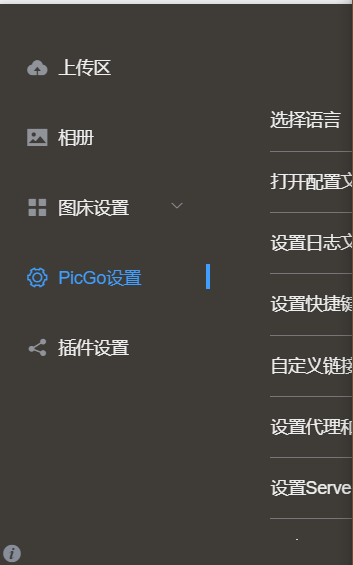 上传区
相册
图床设置
PicGo设置
插件设置
选择语言
打开配置文
设置日志文
设置快捷键
自定义链接
设置代理和
设置Serve